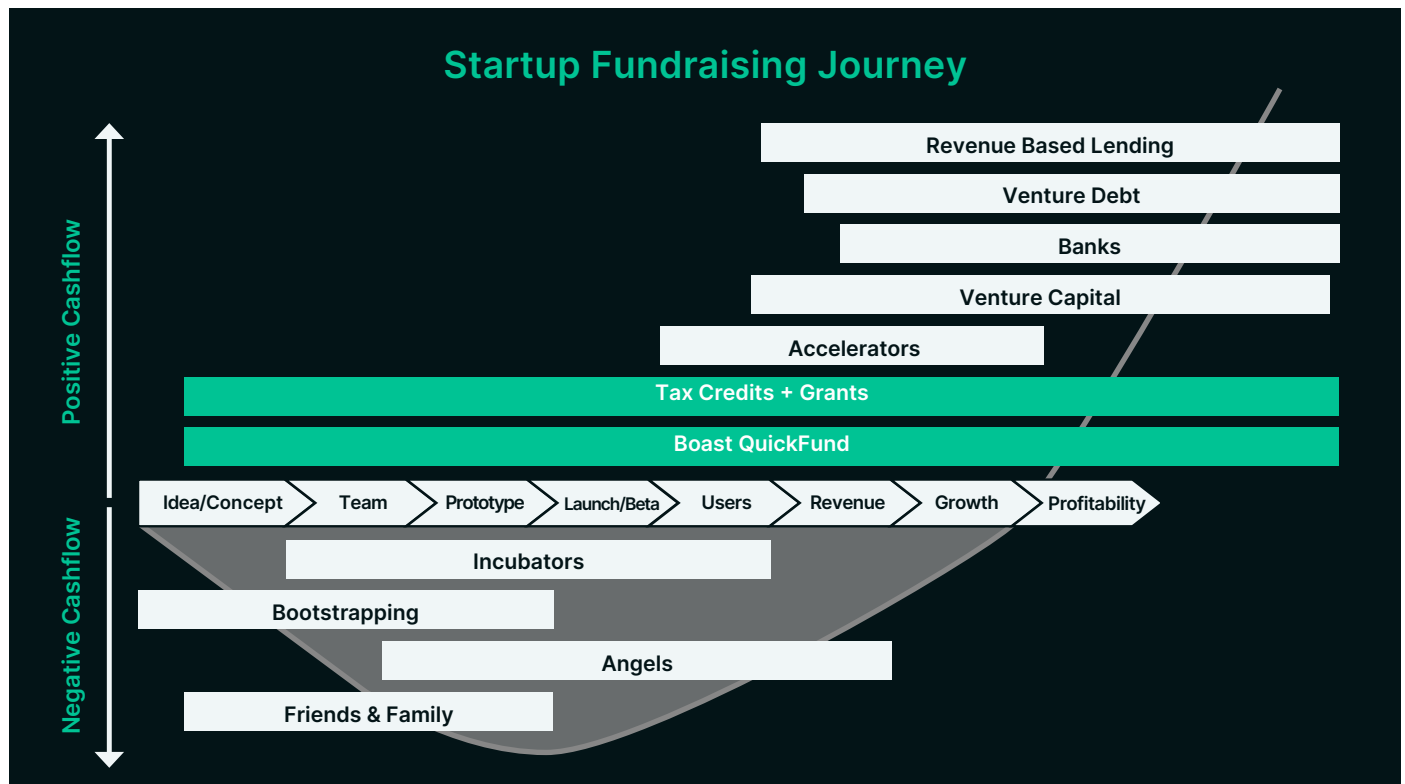 Startup Fundraising Journey
Positive Cashflow
Revenue Based Lending
Venture Debt
Banks
Venture Capital
Accelerators
Tax Credits + Grants
Boast QuickFund
Idea/Concept
Team
Prototype
Launch/Beta
Users
Revenue
Growth
Profitability
Negative Cashflow
Incubators
Bootstrapping
Angels
Friends & Family